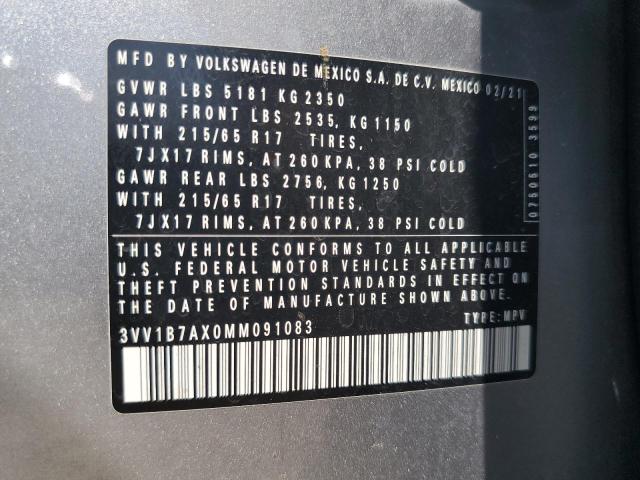 MFD BY VOLKSWAGEN DE MEXICO S.A. DE C.V. MEXICO 02/21
GVWR LBS 5181 KG 2350
GAWR FRONT LBS 2535, KG 1150
WITH 215/65 R17 TIRES,
7JX17 RIMS, AT 260 KPA, 38 PSI COLD
GAWR REAR LBS 2756, KG 1250
WITH 215/65 R17 TIRES,
7JX17 RIMS, AT 260 KPA, 38 PSI COLD
0760510 3599
THIS VEHICLE CONFORMS TO ALL APPLICABLE
U.S. FEDERAL MOTOR VEHICLE SAFETY AND
THEFT PREVENTION STANDARDS IN EFFECT ON
THE DATE OF MANUFACTURE SHOWN ABOVE.
3VV1B7AX0MM091083 TYPE: MPV